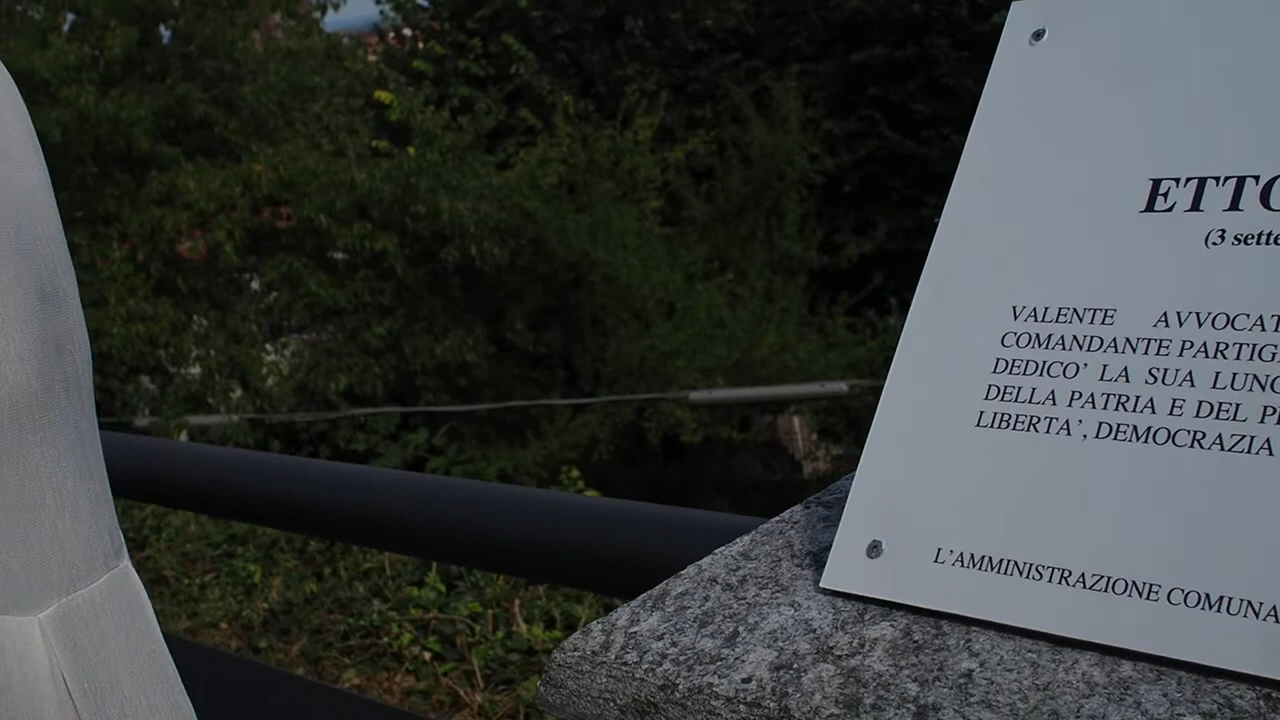 ETTO
(3 sette
VALENTE AVVOCAT
COMANDANTE PARTIG
DEDICO’ LA SUA LUNG
DELLA PATRIA E DEL P
LIBERTA’, DEMOCRAZIA
L’AMMINISTRAZIONE COMUNA